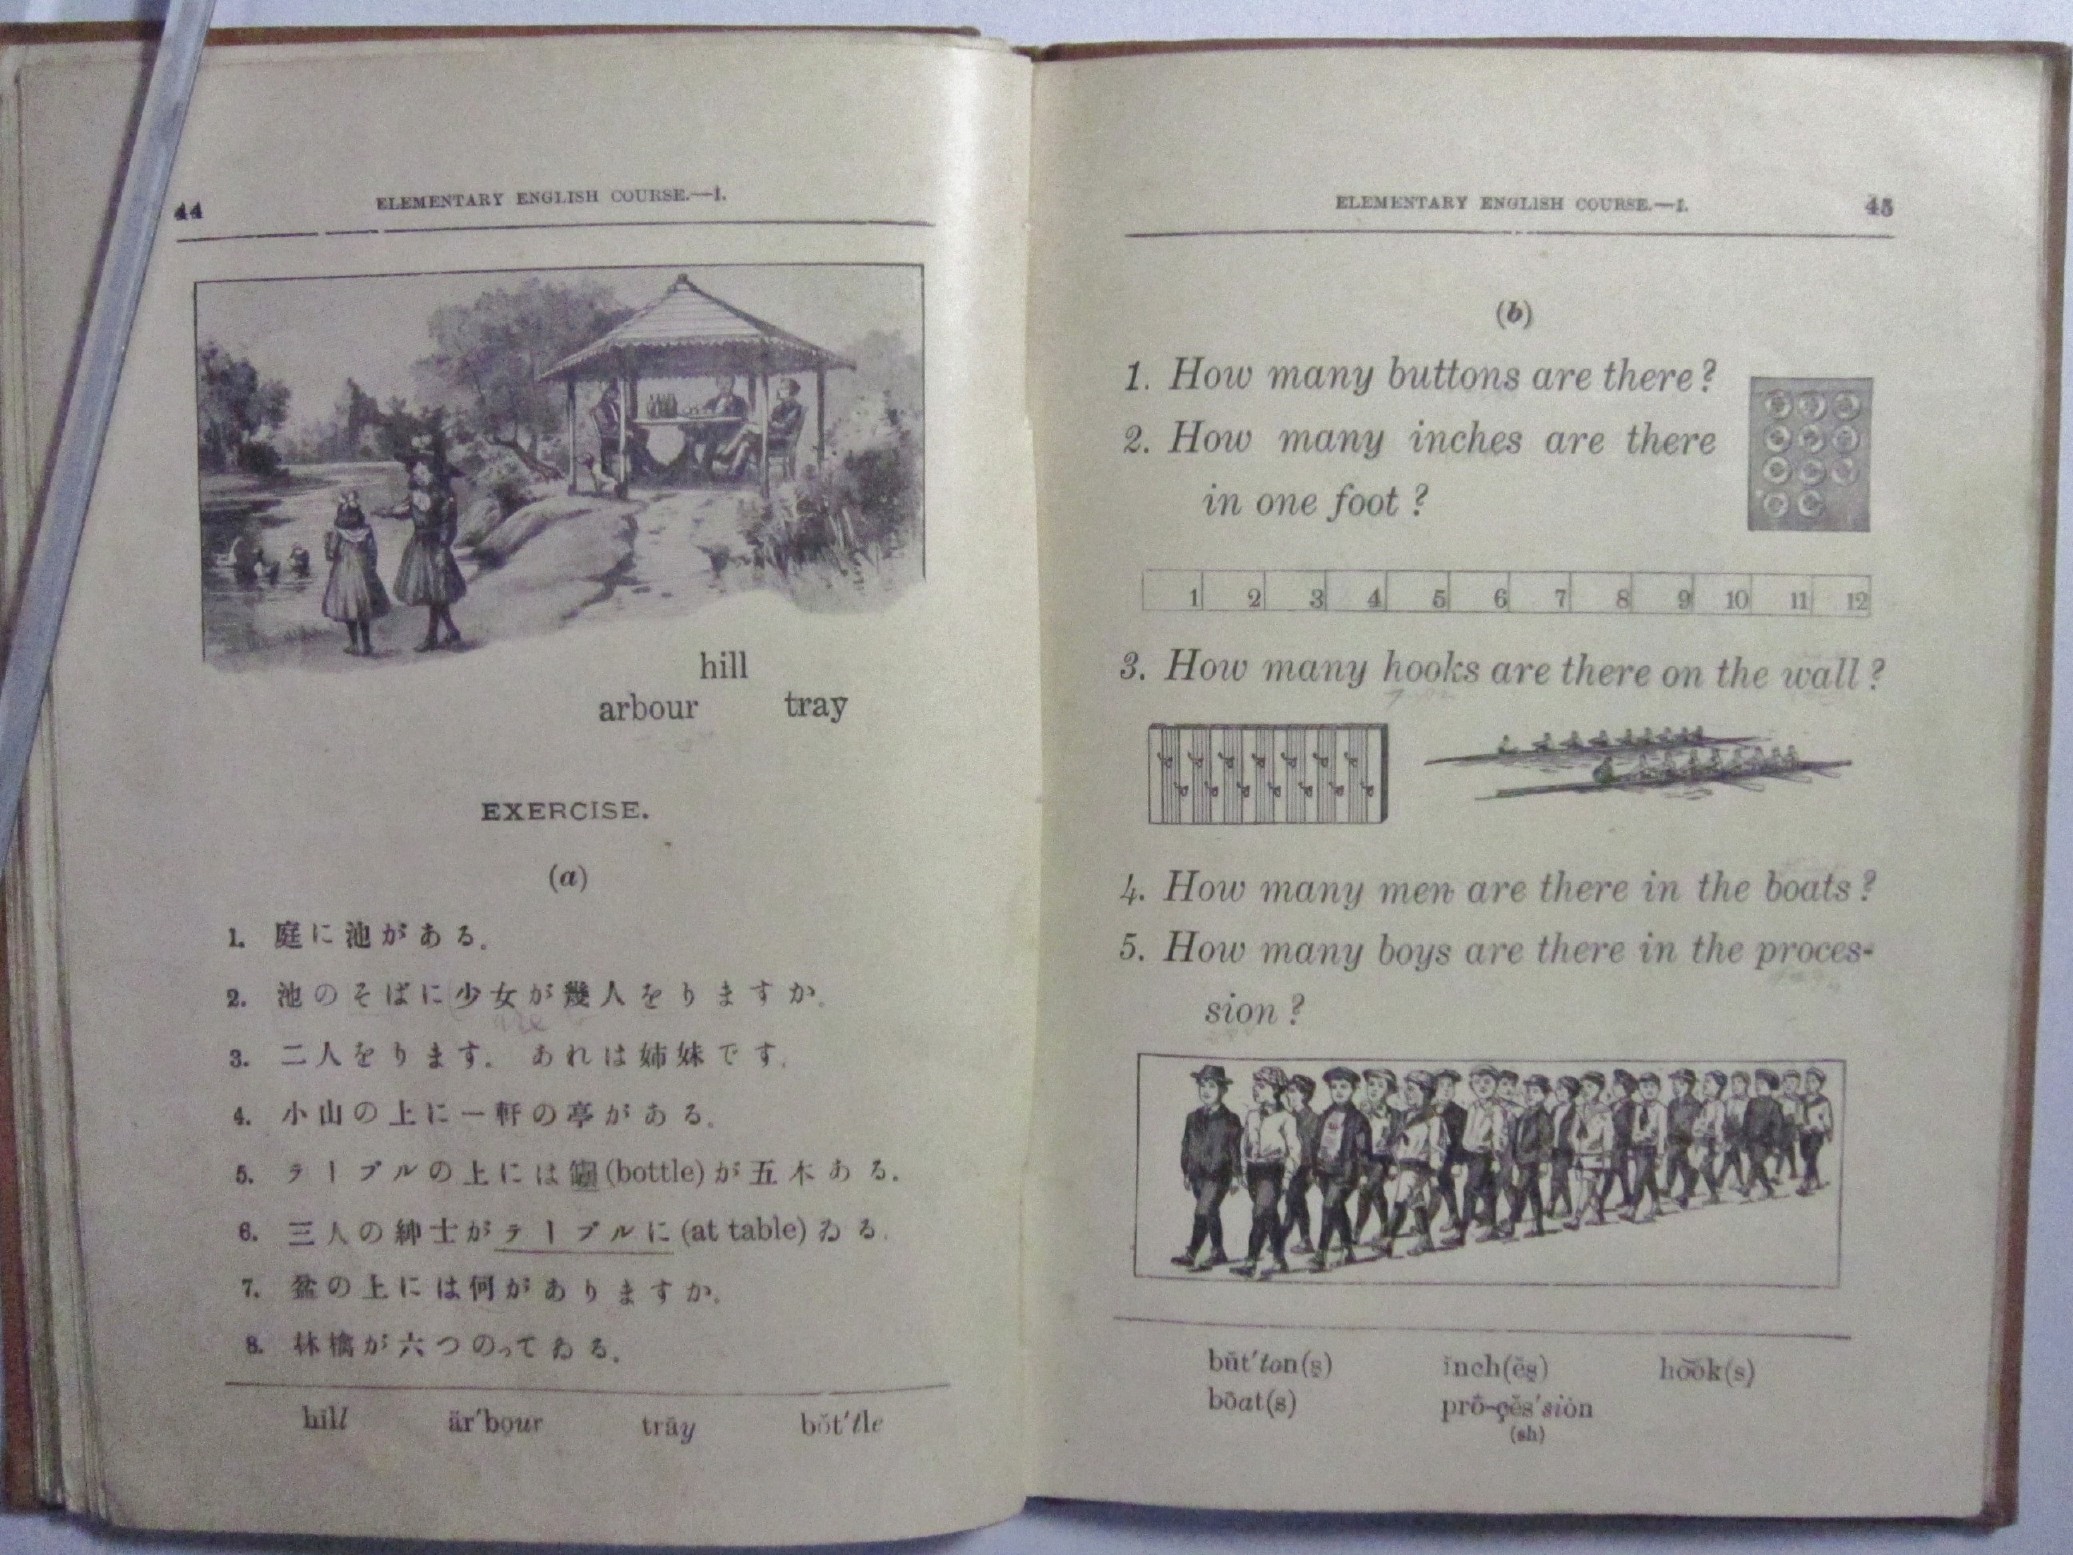 44
ELEMENTARY ENGLISH COURSE.—I.
hill
arbour tray
EXERCISE.
(a)
1. 庭に池がある.
2. 池のそばに少女が幾人をりますか.
3. 二人をります. あれは姉妹です.
4. 小山の上に一軒の亭がある.
5. テーブルの上には (bottle) が五本ある.
6. 三人の紳士がテーブルに (at table) ゐる.
7. 盆の上には何がありますか.
8. 林檎が六つのってゐる.
hĭll är′bo̤ur trāy bŏt′tle
ELEMENTARY ENGLISH COURSE.—I.
45
(b)
1. How many buttons are there?
2. How many inches are there
in one foot?
1 2 3 4 5 6 7 8 9 10 11 12
3. How many hooks are there on the wall?
4. How many men are there in the boats?
5. How many boys are there in the proces-
sion?
bŭt′ton(s̱) ĭnch(ĕs̱) ho͝ok(s)
bōat(s) prō-çĕs′sion
(sh)